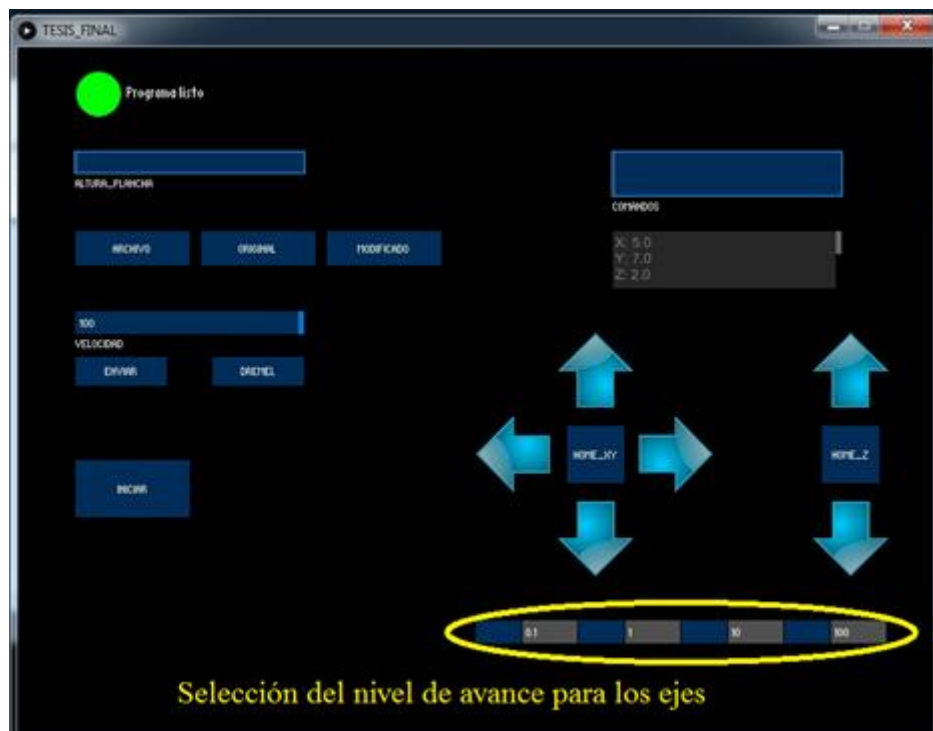 TESIS_FINAL
Programa listo
ALTURA_PLANCHA
COMANDOS
ARCHIVO
ORIGINAL
MODIFICADO
X: 5.0
Y: 7.0
Z: 2.0
100
VELOCIDAD
ENVIAR
DREMEL
HOME_XY
HOME_Z
INICIAR
0.1
1
10
100
Selección del nivel de avance para los ejes